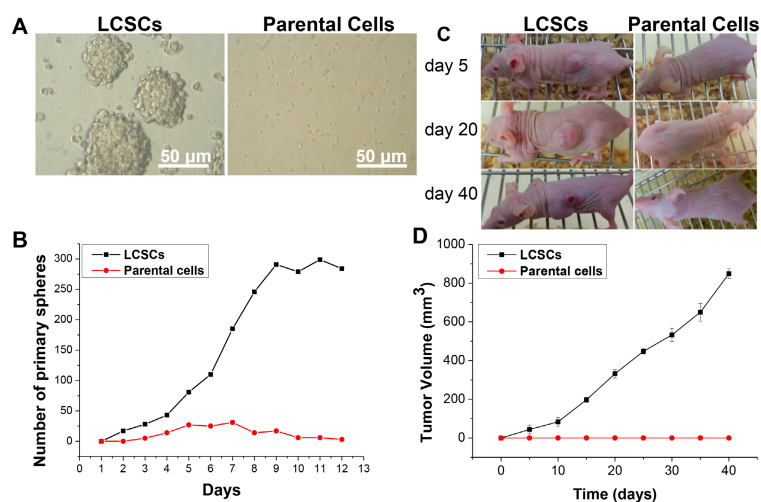 A
LCSCs
Parental Cells
50 µm
50 µm
C
LCSCs
Parental Cells
day 5
day 20
day 40
B
LCSCs
Parental cells
Number of primary spheres
300
250
200
150
100
50
25
0
0 1 2 3 4 5 6 7 8 9 10 11 12 13
Days
D
LCSCs
Parental cells
Tumor Volume (mm³)
1000
800
600
400
200
0
0 10 20 30 40
Time (days)